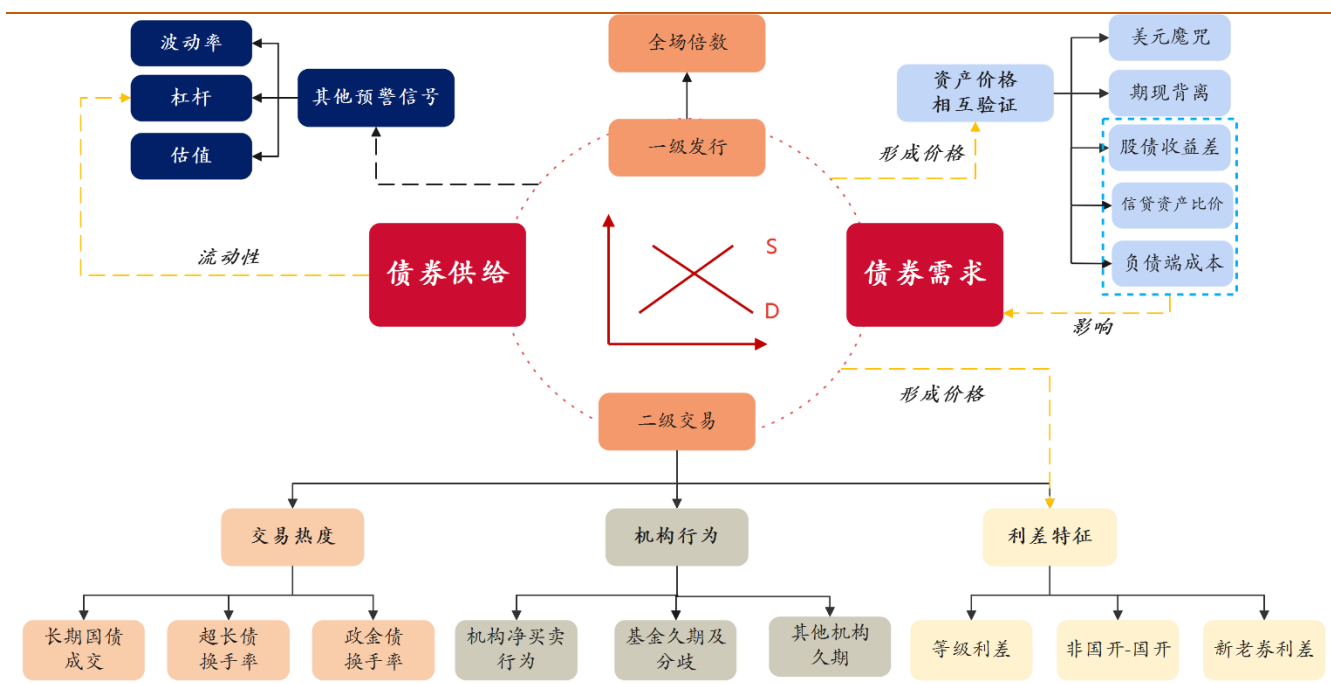 波动率
杠杆
估值
其他预警信号
流动性
全场倍数
一级发行
资产价格
相互验证
形成价格
美元魔咒
期现背离
股债收益差
信贷资产比价
负债端成本
影响
债券供给
S
D
债券需求
形成价格
二级交易
交易热度
机构行为
利差特征
长期国债
成交
超长债
换手率
政金债
换手率
机构净买卖
行为
基金久期及
分歧
其他机构
久期
等级利差
非国开-国开
新老券利差